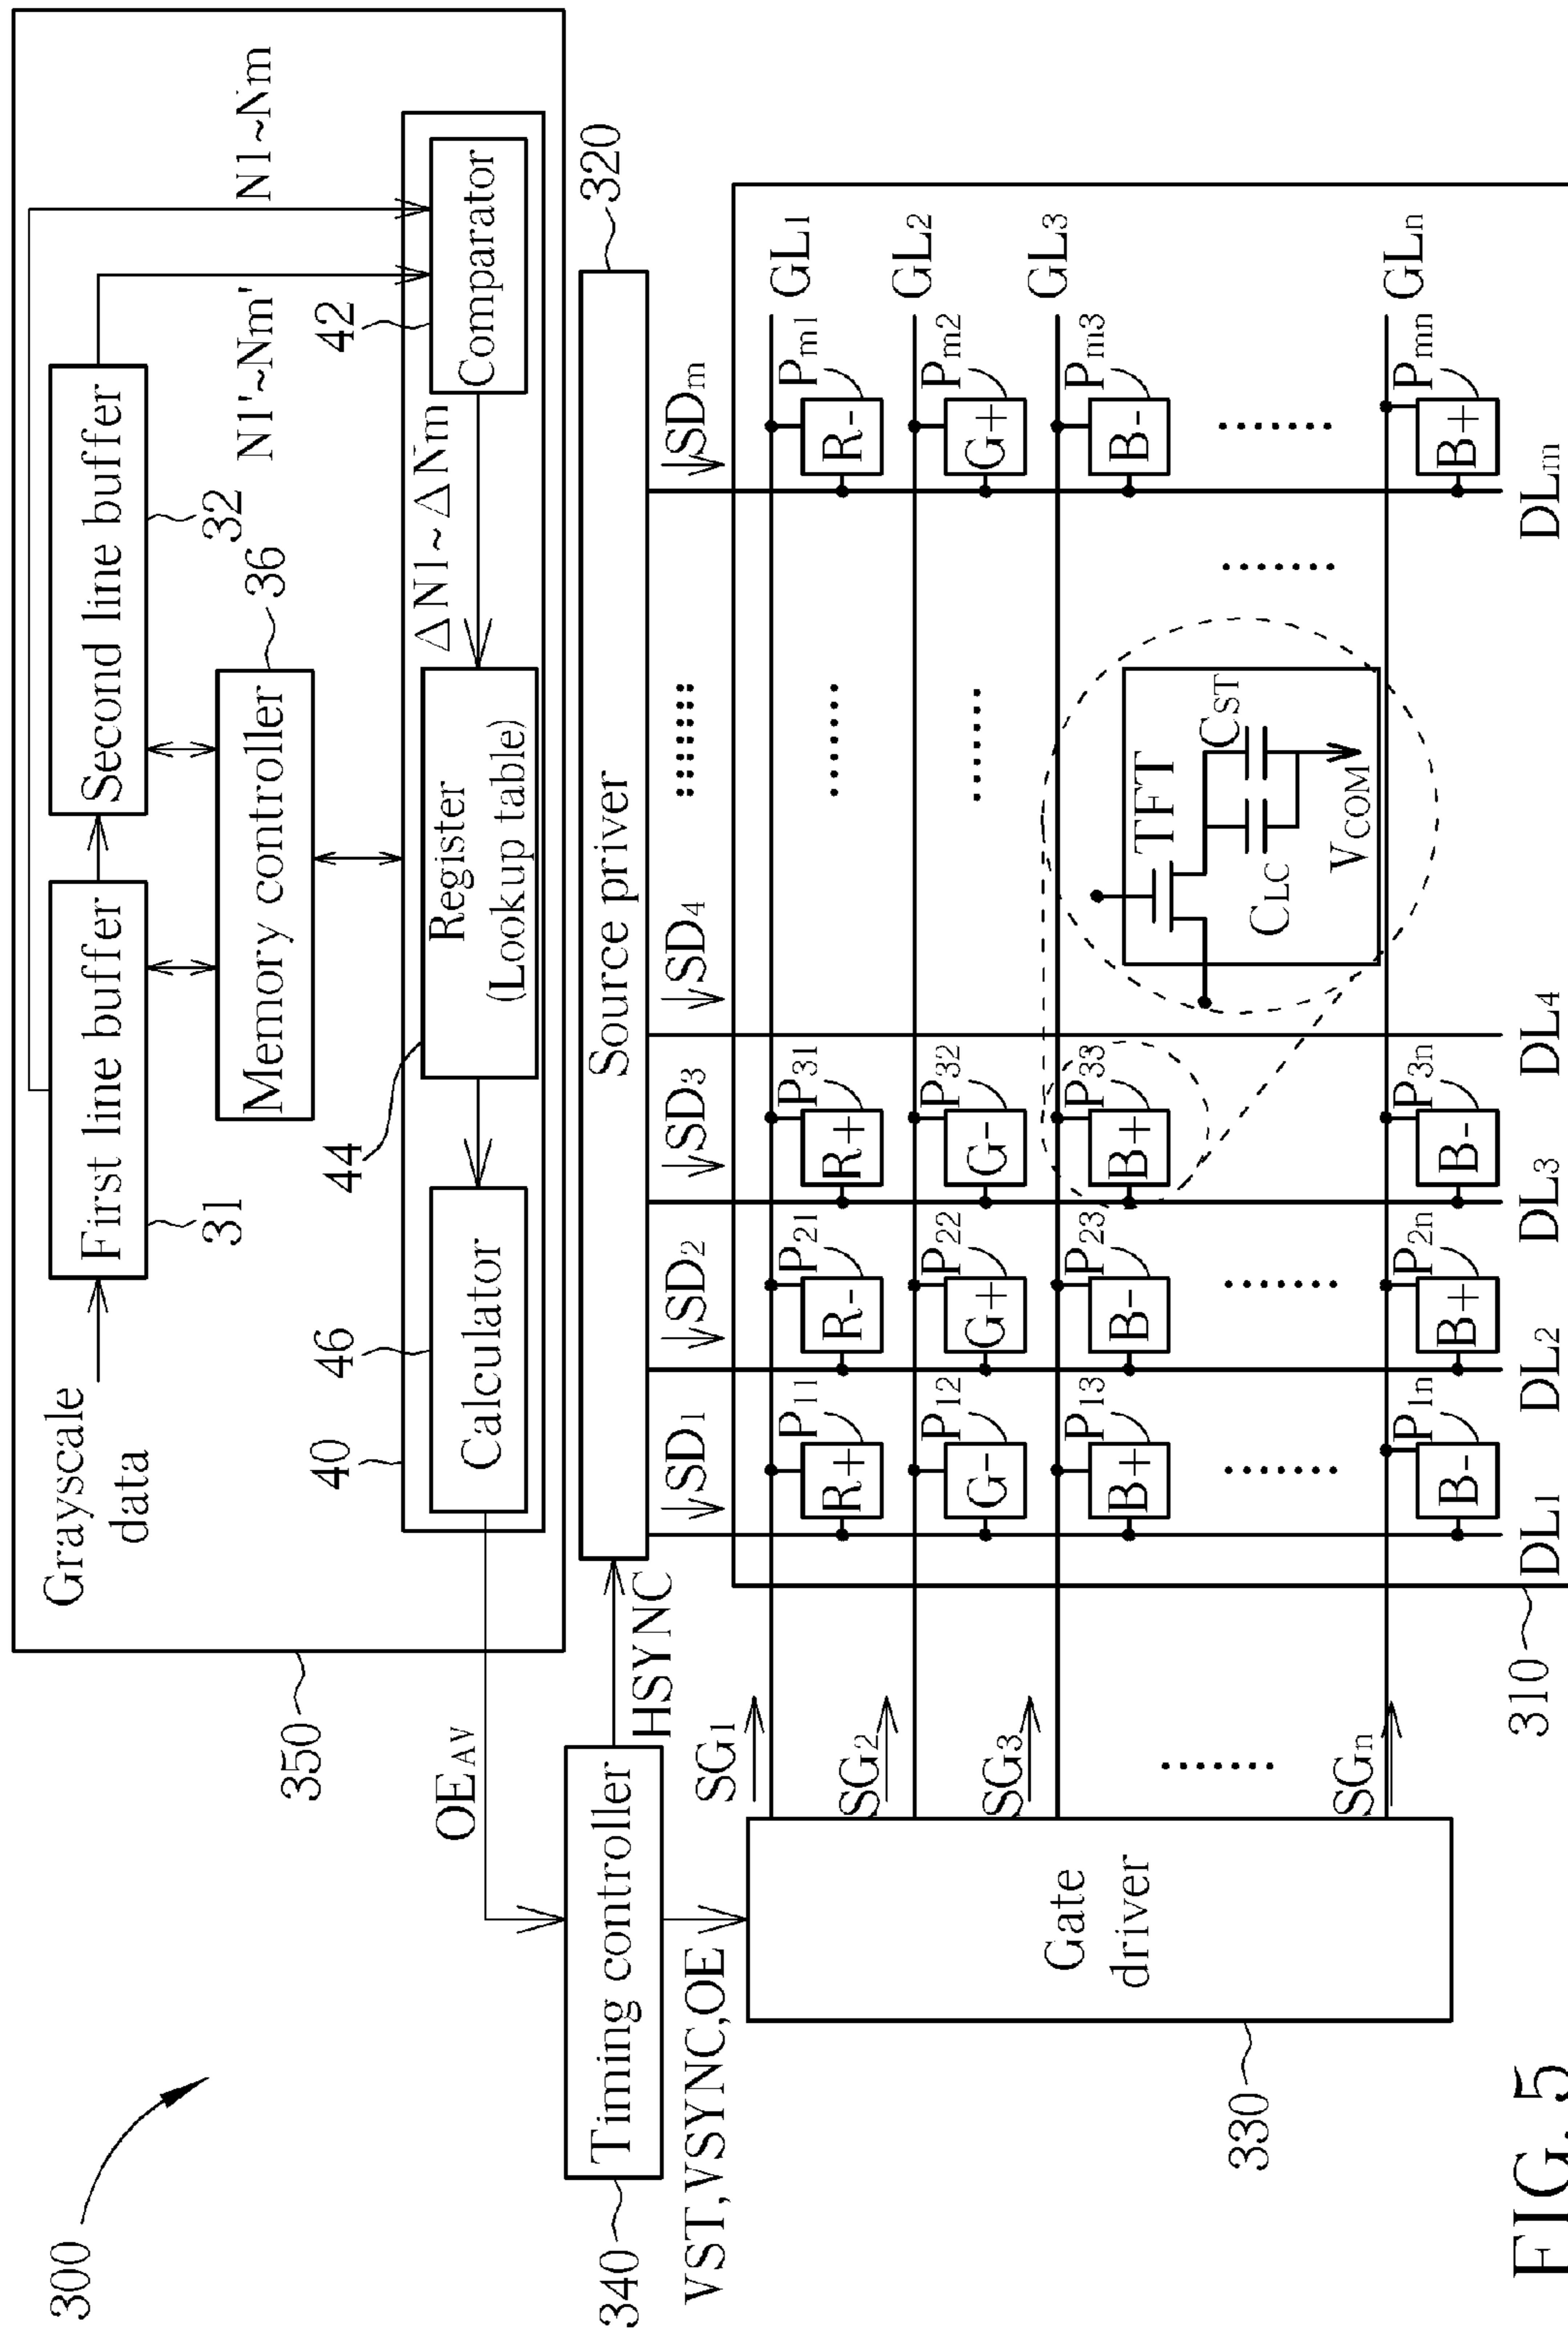 300
Grayscale
data
First line buffer
31
Second line buffer
32
N1~Nm
N1'~Nm'
Memory controller
36
350
40
46
44
42
Calculator
Register
(Lookup table)
△N1~△Nm
Comparator
OEAV
340
Timing controller
HSYNC
Source priver
320
VST,VSYNC,OE
SD1
SD2
SD3
SD4
SDm
SG1
P11
P21
P31
Pm1
GL1
R+
R-
R+
R-
SG2
P12
P22
P32
Pm2
GL2
G-
G+
G-
G+
SG3
P13
P23
P33
Pm3
GL3
B+
B-
B+
B-
TFT
CLC
CST
VCOM
Gate
driver
330
SGn
P1n
P2n
P3n
Pmn
GLn
B-
B+
B-
B+
310
DL1
DL2
DL3
DL4
DLm
FIG. 5